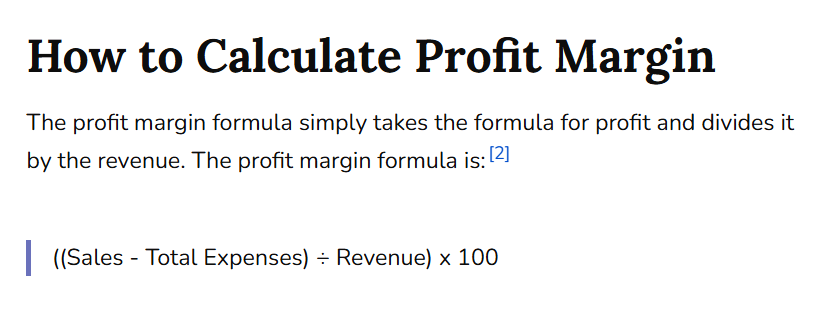 How to Calculate Profit Margin
The profit margin formula simply takes the formula for profit and divides it
by the revenue. The profit margin formula is:[2]
((Sales - Total Expenses) ÷ Revenue) x 100